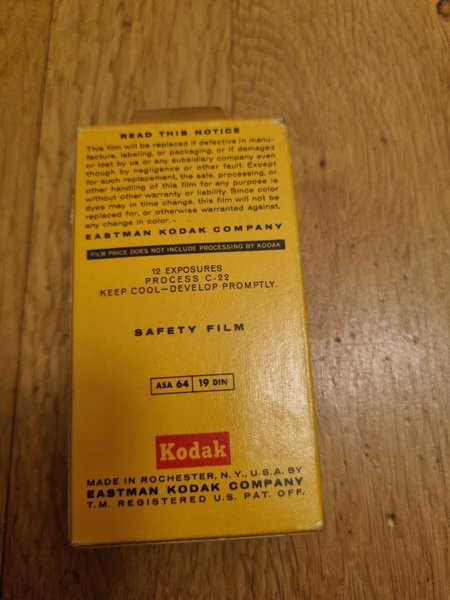 READ THIS NOTICE
This film will be replaced if defective in manu-
facture, labeling, or packaging, or if damaged
or lost by us or any subsidiary company even
though by negligence or other fault. Except
for such replacement, the sale, processing, or
other handling of this film for any purpose is
without other warranty or liability. Since color
dyes may in time change, this film will not be
replaced for, or otherwise warranted against,
any change in color.
EASTMAN KODAK COMPANY
FILM PRICE DOES NOT INCLUDE PROCESSING BY KODAK
12 EXPOSURES
PROCESS C-22
KEEP COOL—DEVELOP PROMPTLY.
SAFETY FILM
ASA 64 19 DIN
Kodak
MADE IN ROCHESTER, N.Y., U.S.A. BY
EASTMAN KODAK COMPANY
T.M. REGISTERED U.S. PAT. OFF.